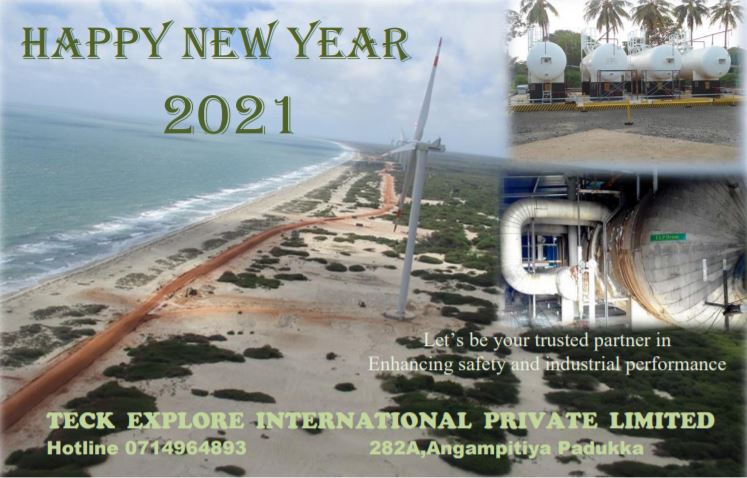 HAPPY NEW YEAR
2021
Let's be your trusted partner in
Enhancing safety and industrial performance
TECK EXPLORE INTERNATIONAL PRIVATE LIMITED
Hotline 0714964893 282A,Angampitiya Padukka